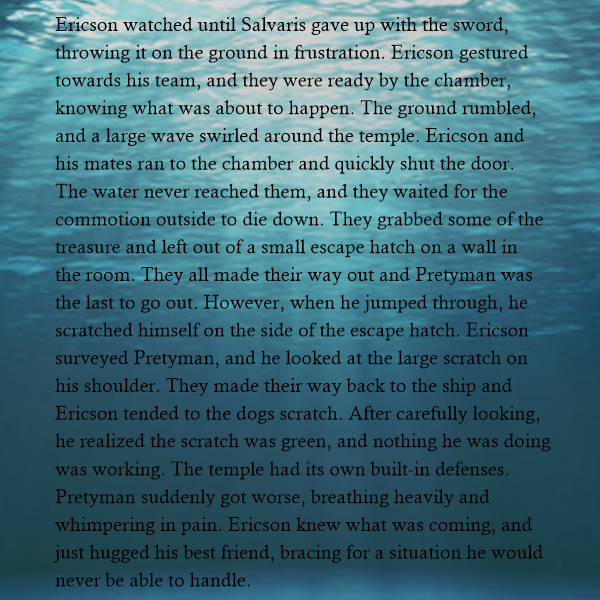 Ericson watched until Salvaris gave up with the sword,
throwing it on the ground in frustration. Ericson gestured
towards his team, and they were ready by the chamber,
knowing what was about to happen. The ground rumbled,
and a large wave swirled around the temple. Ericson and
his mates ran to the chamber and quickly shut the door.
The water never reached them, and they waited for the
commotion outside to die down. They grabbed some of the
treasure and left out of a small escape hatch on a wall in
the room. They all made their way out and Pretyman was
the last to go out. However, when he jumped through, he
scratched himself on the side of the escape hatch. Ericson
surveyed Pretyman, and he looked at the large scratch on
his shoulder. They made their way back to the ship and
Ericson tended to the dogs scratch. After carefully looking,
he realized the scratch was green, and nothing he was doing
was working. The temple had its own built-in defenses.
Pretyman suddenly got worse, breathing heavily and
whimpering in pain. Ericson knew what was coming, and
just hugged his best friend, bracing for a situation he would
never be able to handle.